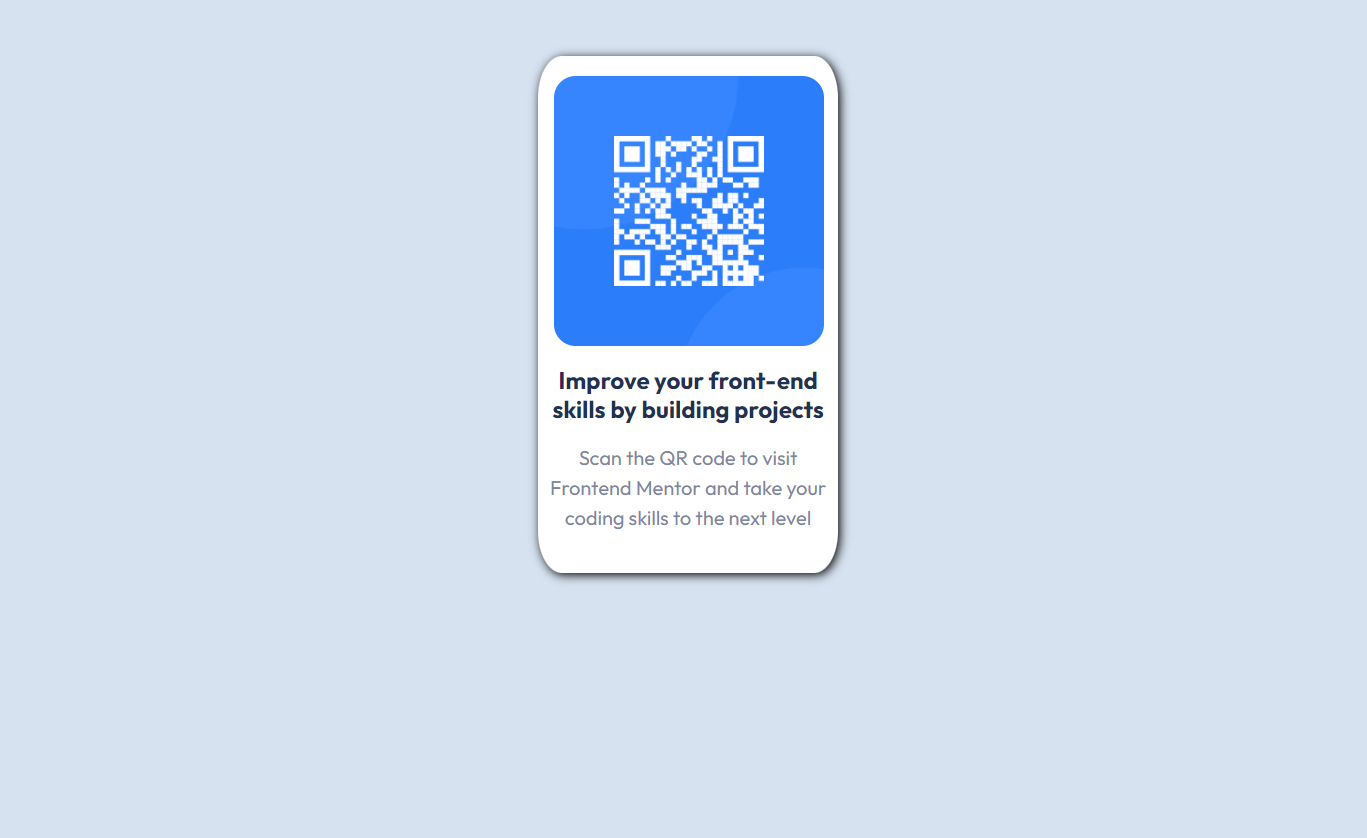 Improve your front-end
skills by building projects
Scan the QR code to visit
Frontend Mentor and take your
coding skills to the next level